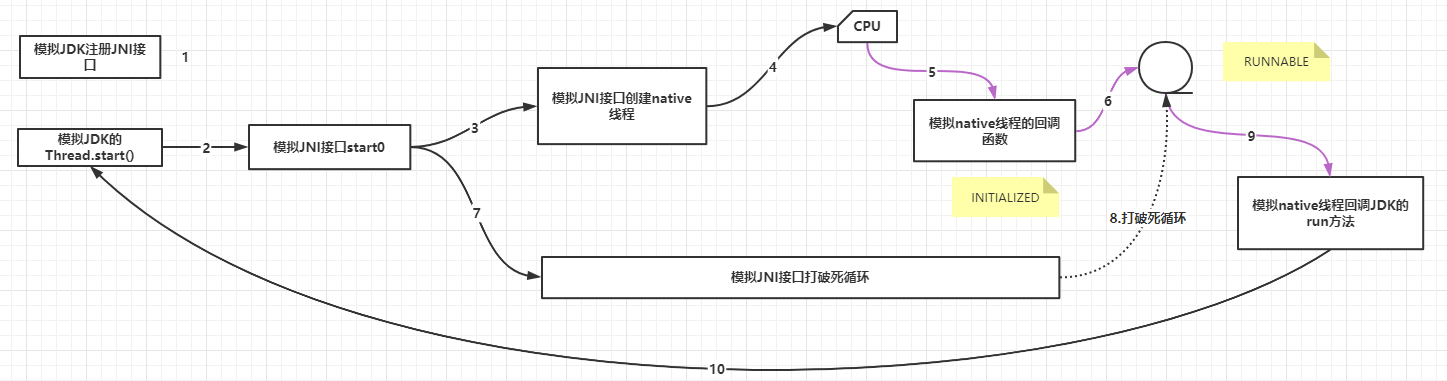 模拟JDK注册JNI接
口
1
模拟JDK的
Thread.start()
2
模拟JNI接口start0
3
模拟JNI接口创建native
线程
4
CPU
5
模拟native线程的回调
函数
INITIALIZED
6
RUNNABLE
7
模拟JNI接口打破死循环
8.打破死循环
9
模拟native线程回调JDK的
run方法
10